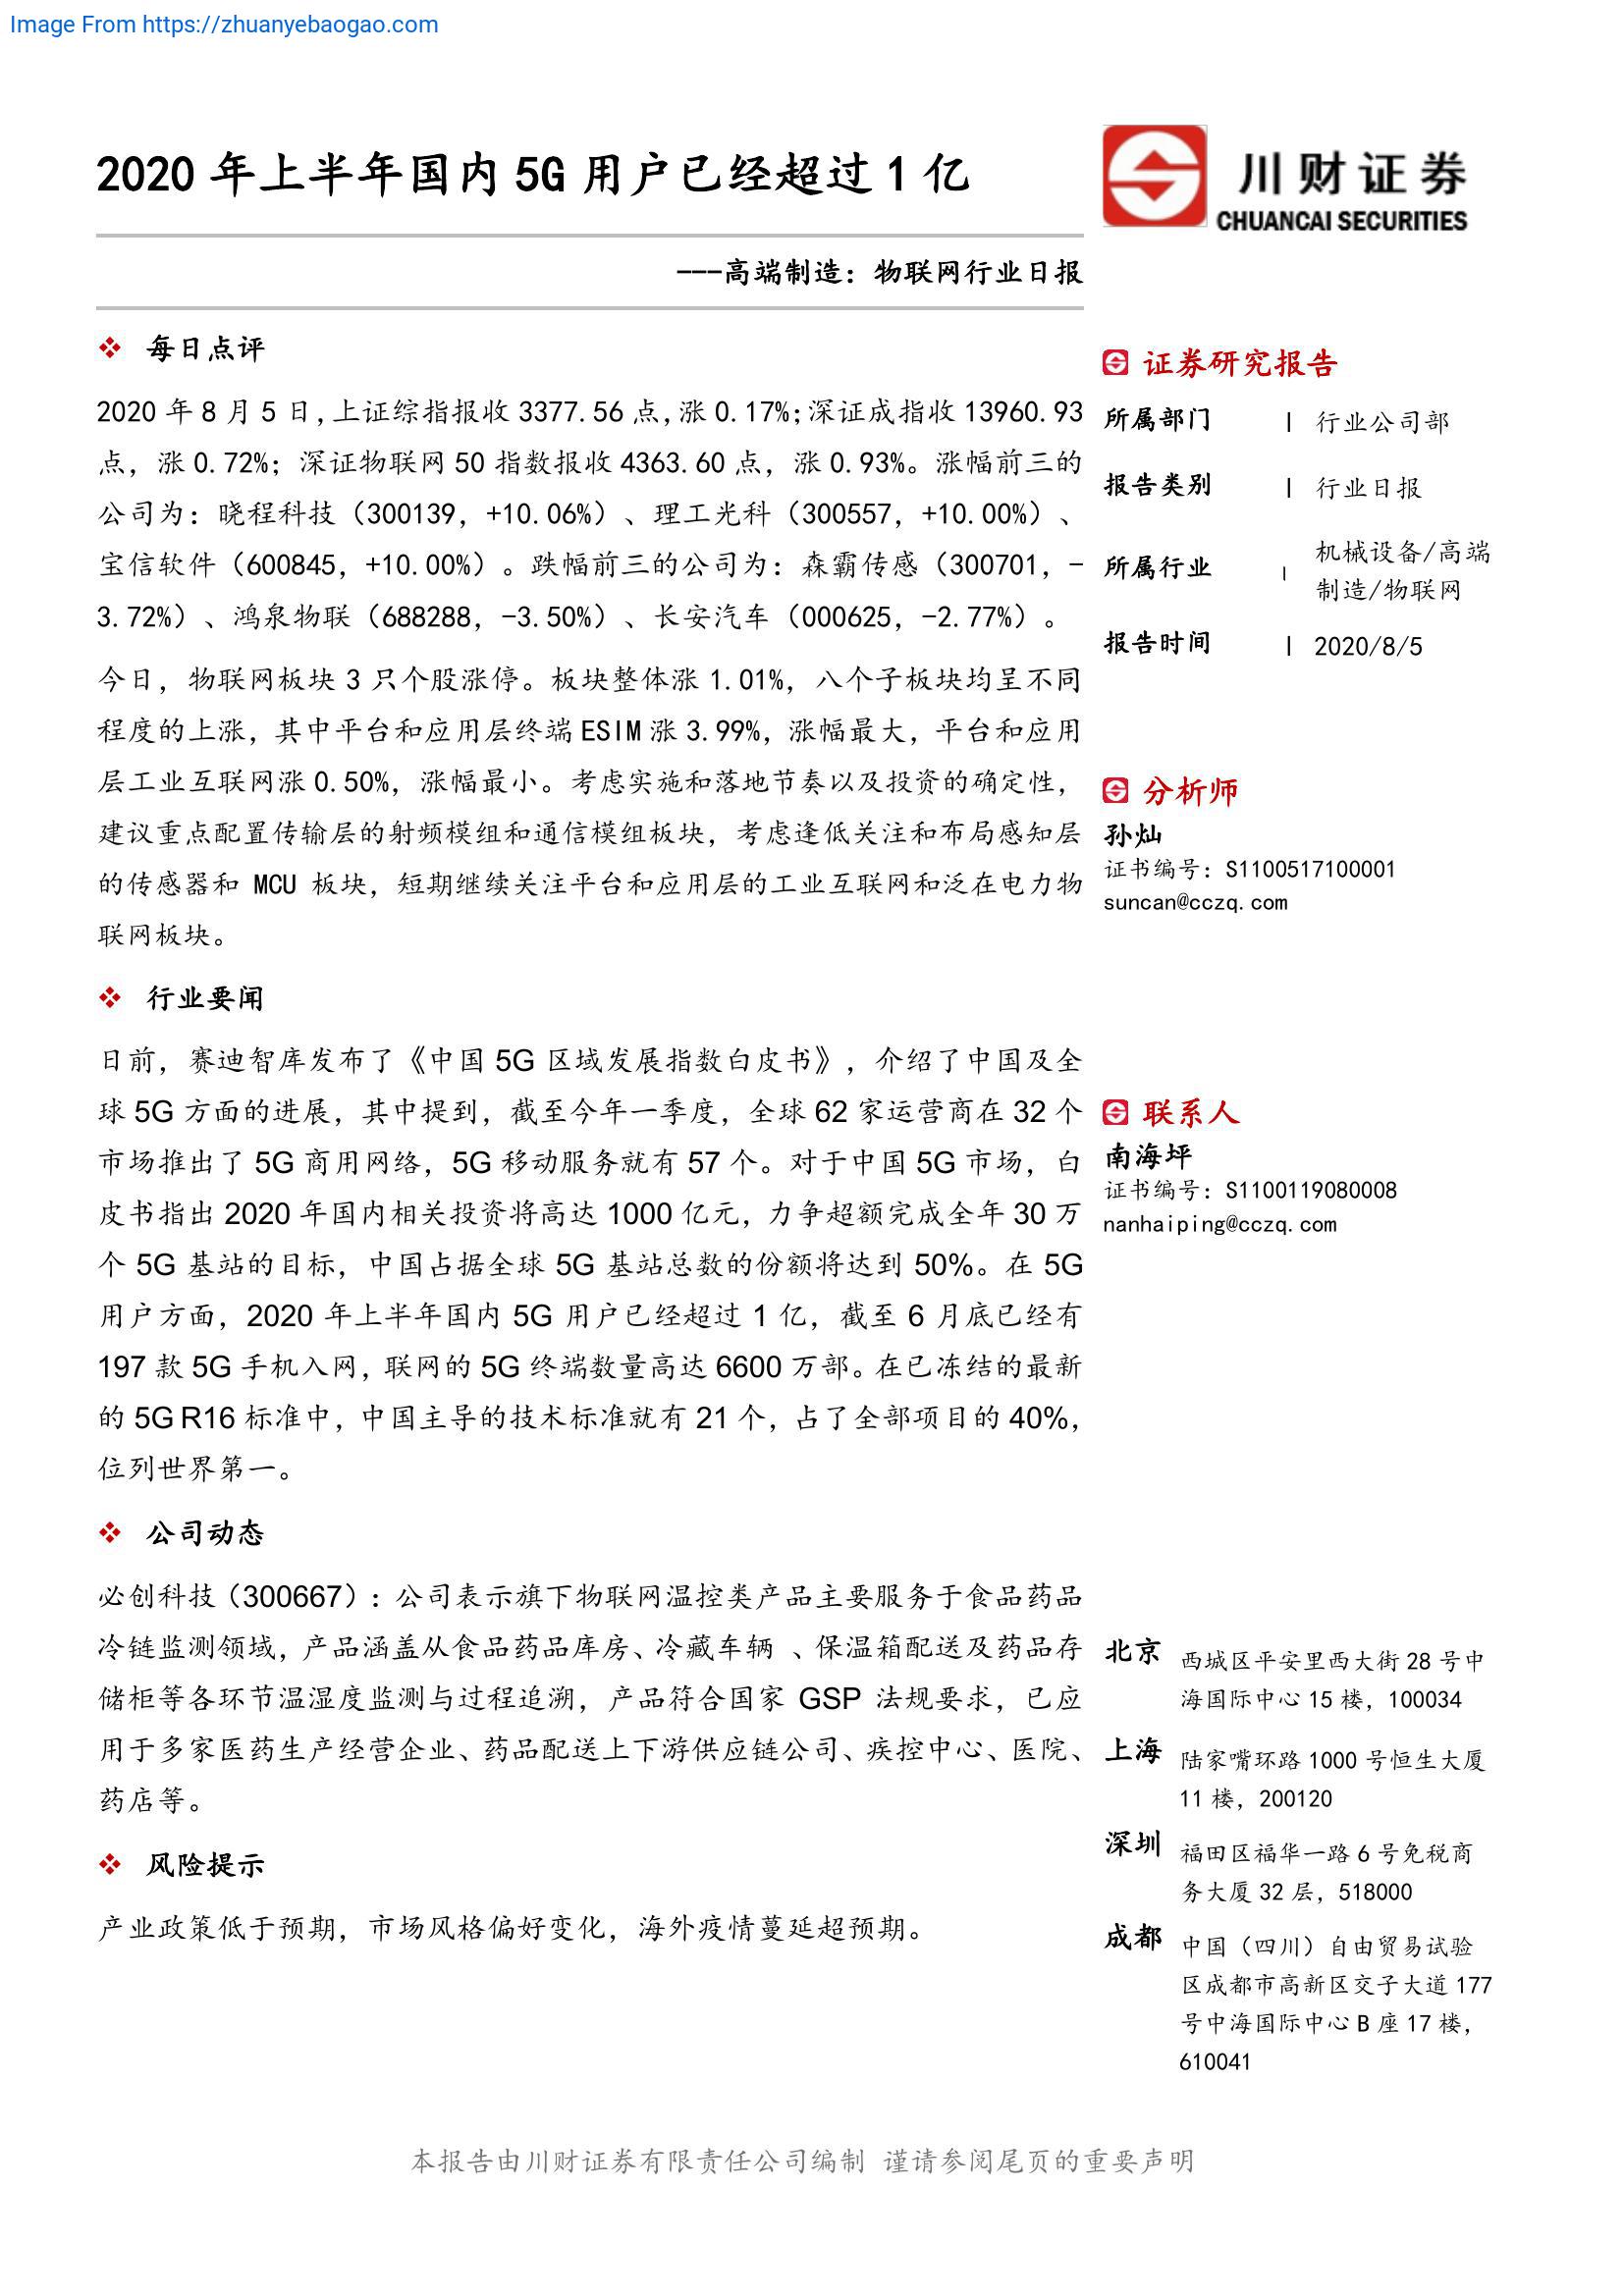 Image From https://zhuanyebaogao.com
2020 年上半年国内 5G 用户已经超过 1 亿
川财证券
CHUANCAI SECURITIES
---高端制造：物联网行业日报
❖ 每日点评
2020 年 8 月 5 日,上证综指报收 3377.56 点,涨 0.17%;深证成指收 13960.93
点，涨 0.72%；深证物联网 50 指数报收 4363.60 点，涨 0.93%。涨幅前三的
公司为：晓程科技（300139，+10.06%）、理工光科（300557，+10.00%）、
宝信软件（600845，+10.00%）。跌幅前三的公司为：森霸传感（300701，-
3.72%）、鸿泉物联（688288，-3.50%）、长安汽车（000625，-2.77%）。
今日，物联网板块 3 只个股涨停。板块整体涨 1.01%，八个子板块均呈不同
程度的上涨，其中平台和应用层终端 ESIM 涨 3.99%，涨幅最大，平台和应用
层工业互联网涨 0.50%，涨幅最小。考虑实施和落地节奏以及投资的确定性，
建议重点配置传输层的射频模组和通信模组板块，考虑逢低关注和布局感知层
的传感器和 MCU 板块，短期继续关注平台和应用层的工业互联网和泛在电力物
联网板块。
❖ 行业要闻
日前，赛迪智库发布了《中国 5G 区域发展指数白皮书》，介绍了中国及全
球 5G 方面的进展，其中提到，截至今年一季度，全球 62 家运营商在 32 个
市场推出了 5G 商用网络，5G 移动服务就有 57 个。对于中国 5G 市场，白
皮书指出 2020 年国内相关投资将高达 1000 亿元，力争超额完成全年 30 万
个 5G 基站的目标，中国占据全球 5G 基站总数的份额将达到 50%。在 5G
用户方面，2020 年上半年国内 5G 用户已经超过 1 亿，截至 6 月底已经有
197 款 5G 手机入网，联网的 5G 终端数量高达 6600 万部。在已冻结的最新
的 5G R16 标准中，中国主导的技术标准就有 21 个，占了全部项目的 40%，
位列世界第一。
❖ 公司动态
必创科技（300667）：公司表示旗下物联网温控类产品主要服务于食品药品
冷链监测领域，产品涵盖从食品药品库房、冷藏车辆 、保温箱配送及药品存
储柜等各环节温湿度监测与过程追溯，产品符合国家 GSP 法规要求，已应
用于多家医药生产经营企业、药品配送上下游供应链公司、疾控中心、医院、
药店等。
❖ 风险提示
产业政策低于预期，市场风格偏好变化，海外疫情蔓延超预期。
证券研究报告
所属部门 | 行业公司部
报告类别 | 行业日报
所属行业 | 机械设备/高端
制造/物联网
报告时间 | 2020/8/5
分析师
孙灿
证书编号：S1100517100001
suncan@cczq.com
联系人
南海坪
证书编号：S1100119080008
nanhaiping@cczq.com
北京 西城区平安里西大街 28 号中
海国际中心 15 楼，100034
上海 陆家嘴环路 1000 号恒生大厦
11 楼，200120
深圳 福田区福华一路 6 号免税商
务大厦 32 层，518000
成都 中国（四川）自由贸易试验
区成都市高新区交子大道 177
号中海国际中心 B 座 17 楼，
610041
本报告由川财证券有限责任公司编制 谨请参阅尾页的重要声明